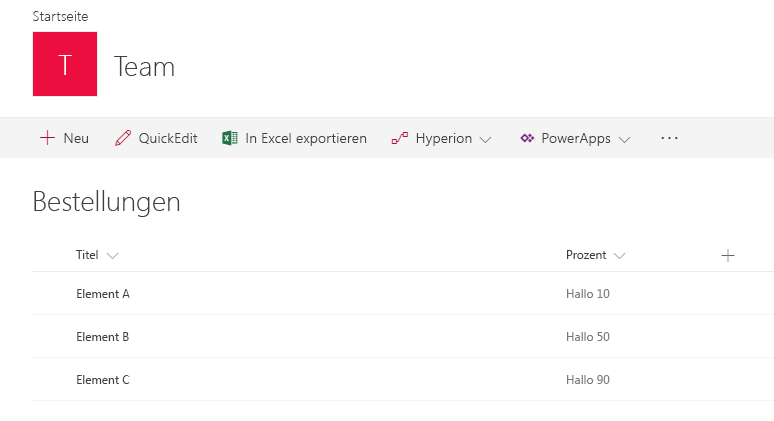 Startseite
T
Team
Neu QuickEdit In Excel exportieren Hyperion PowerApps ...
Bestellungen
Titel Prozent
Element A Hallo 10
Element B Hallo 50
Element C Hallo 90